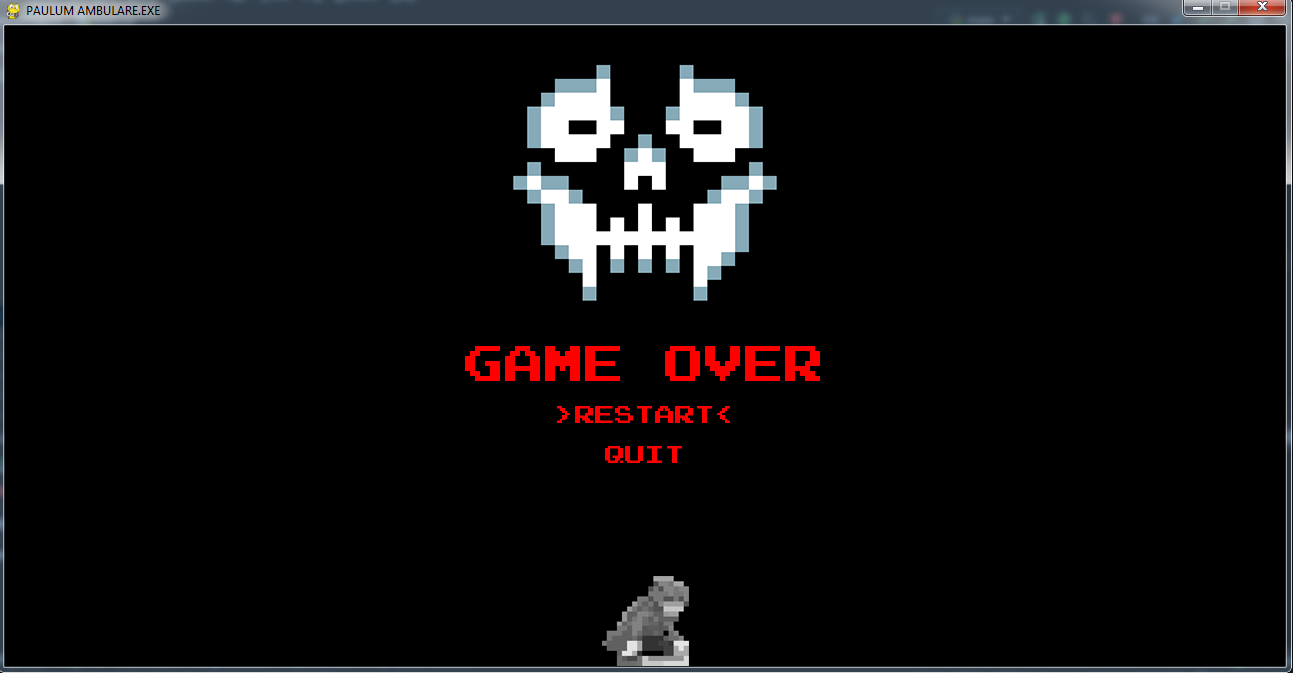 PAULUM AMBULARE.EXE
GAME OVER
>RESTART<
QUIT